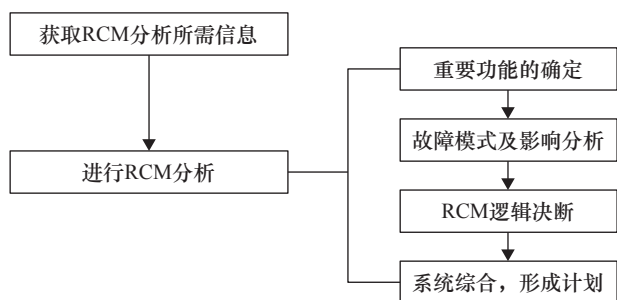 获取RCM分析所需信息
进行RCM分析
重要功能的确定
故障模式及影响分析
RCM逻辑决断
系统综合，形成计划